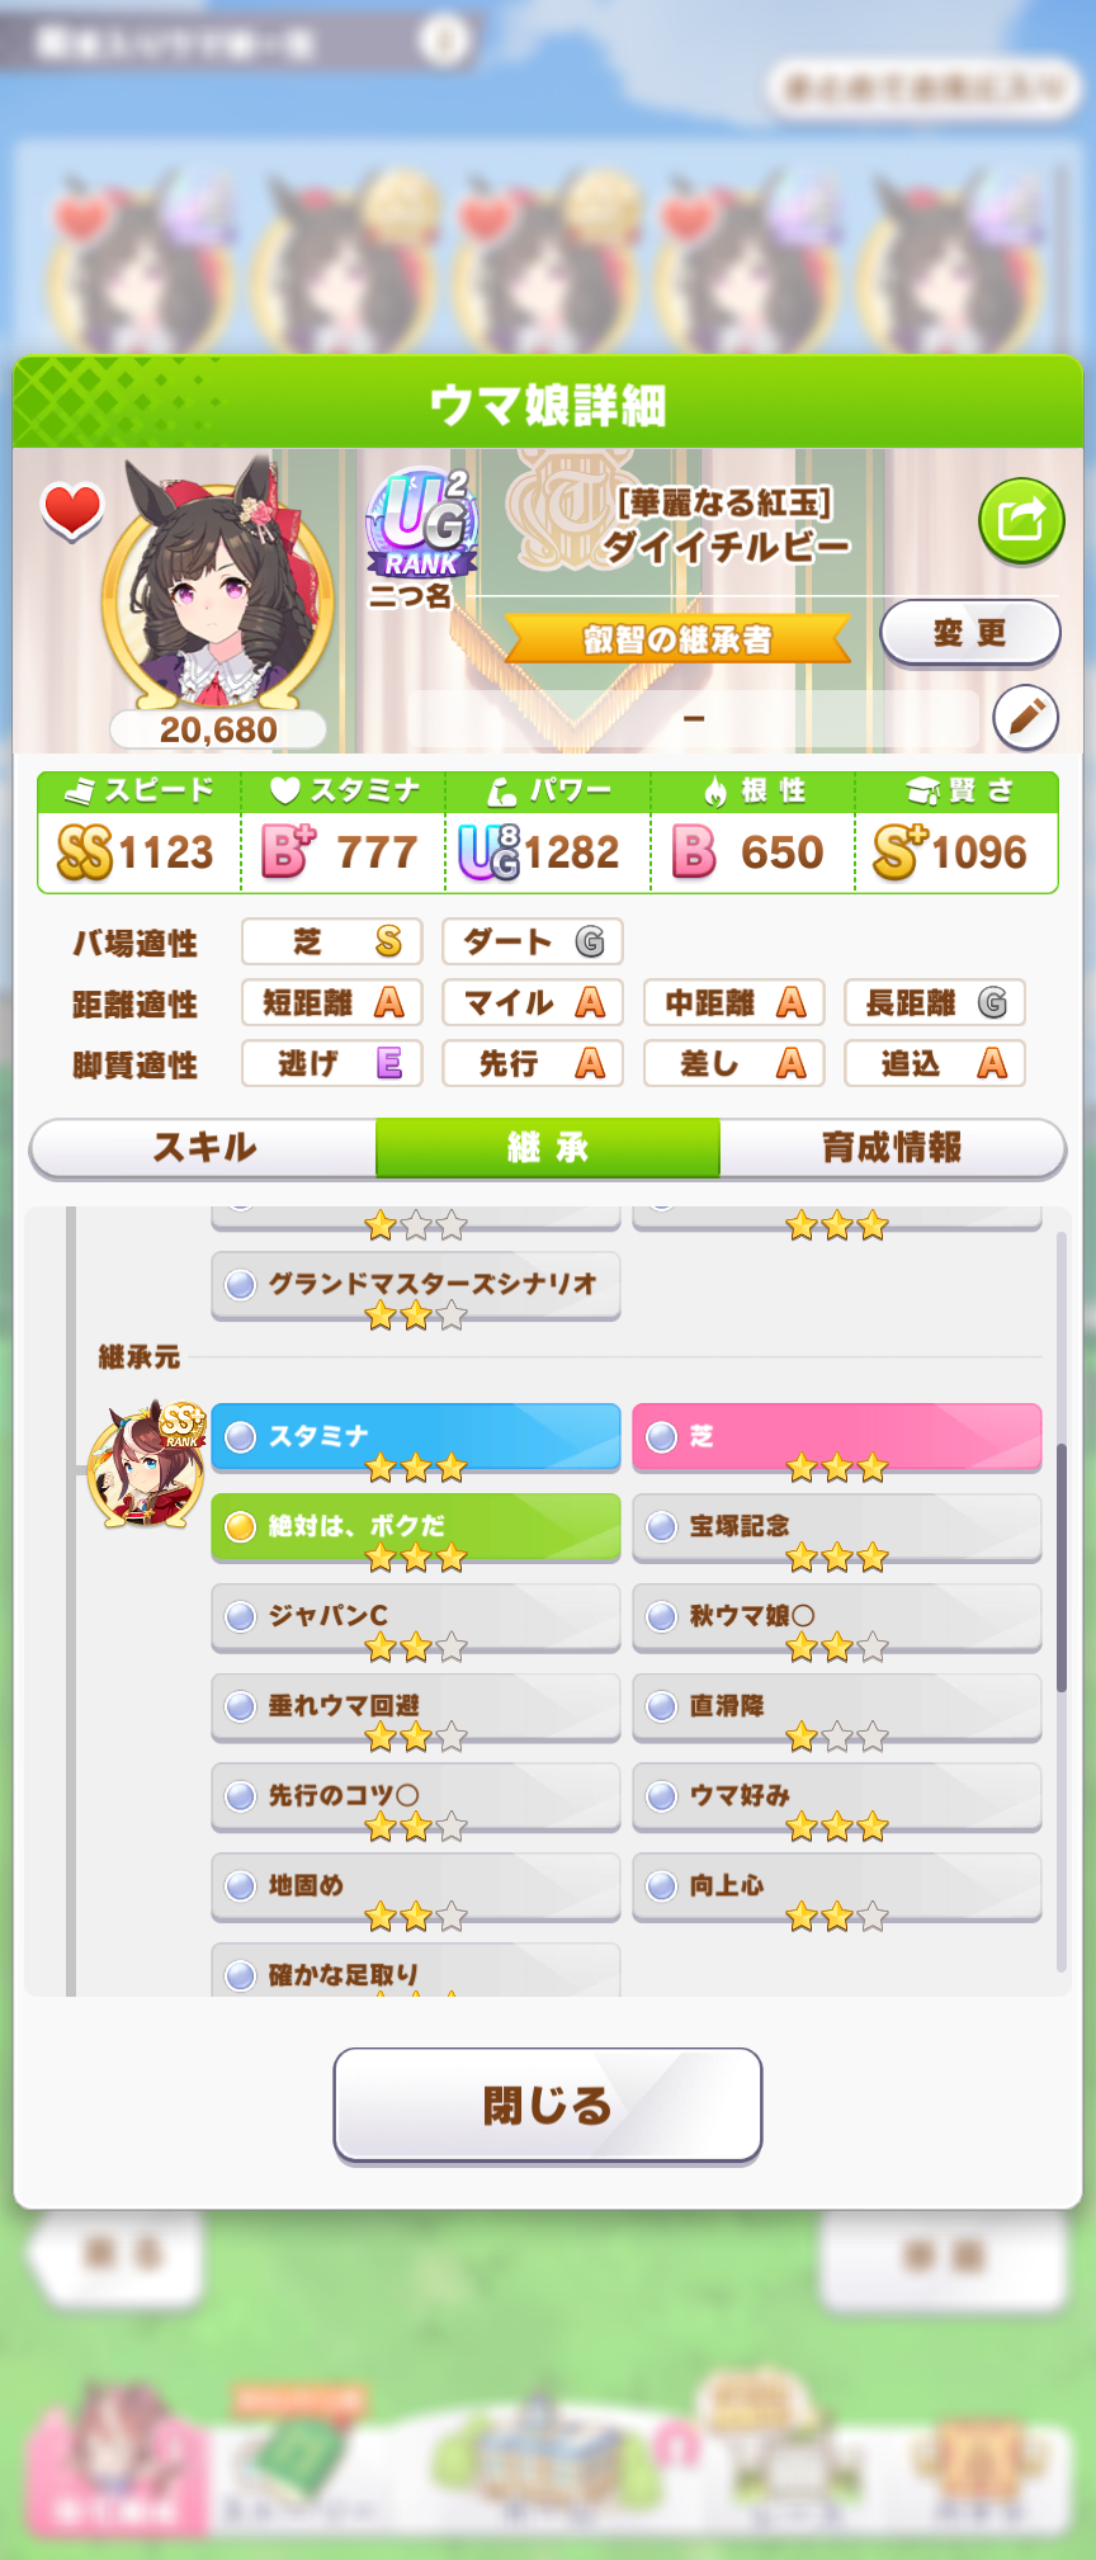 ウマ娘詳細
UG2
RANK
[華麗なる紅玉]
ダイイチルビー
二つ名
叡智の継承者
変更
20,680
–
スピード スタミナ パワー 根性 賢さ
SS 1123 B+ 777 UG8 1282 B 650 S+ 1096
バ場適性 芝 S ダート G
距離適性 短距離 A マイル A 中距離 A 長距離 G
脚質適性 逃げ E 先行 A 差し A 追込 A
スキル 継承 育成情報
グランドマスターズシナリオ
継承元
SS+
RANK
スタミナ 芝
絶対は、ボクだ 宝塚記念
ジャパンC 秋ウマ娘○
垂れウマ回避 直滑降
先行のコツ○ ウマ好み
地固め 向上心
確かな足取り
閉じる